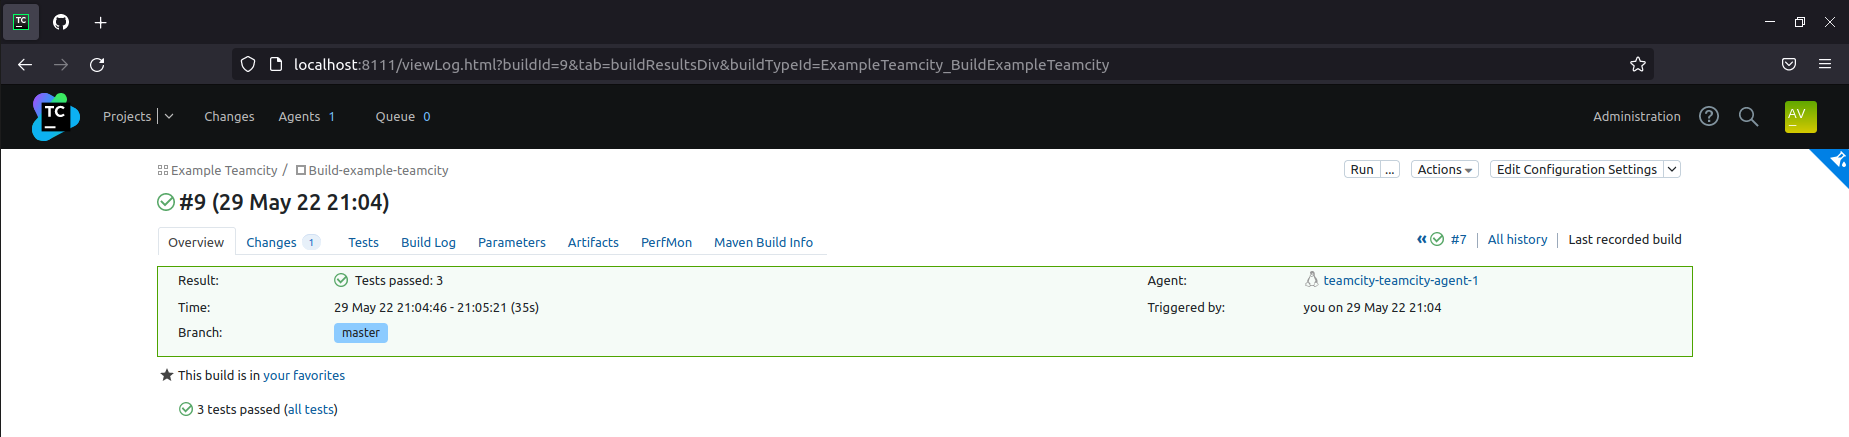 TC
localhost:8111/viewLog.html?buildId=9&tab=buildResultsDiv&buildTypeId=ExampleTeamcity_BuildExampleTeamcity
TC Projects Changes Agents 1 Queue 0 Administration ? AV
Example Teamcity / Build-example-teamcity Run ... Actions Edit Configuration Settings
#9 (29 May 22 21:04)
Overview Changes 1 Tests Build Log Parameters Artifacts PerfMon Maven Build Info « #7 | All history | Last recorded build
Result: Tests passed: 3 Agent: teamcity-teamcity-agent-1
Time: 29 May 22 21:04:46 - 21:05:21 (35s) Triggered by: you on 29 May 22 21:04
Branch: master
This build is in your favorites
3 tests passed (all tests)